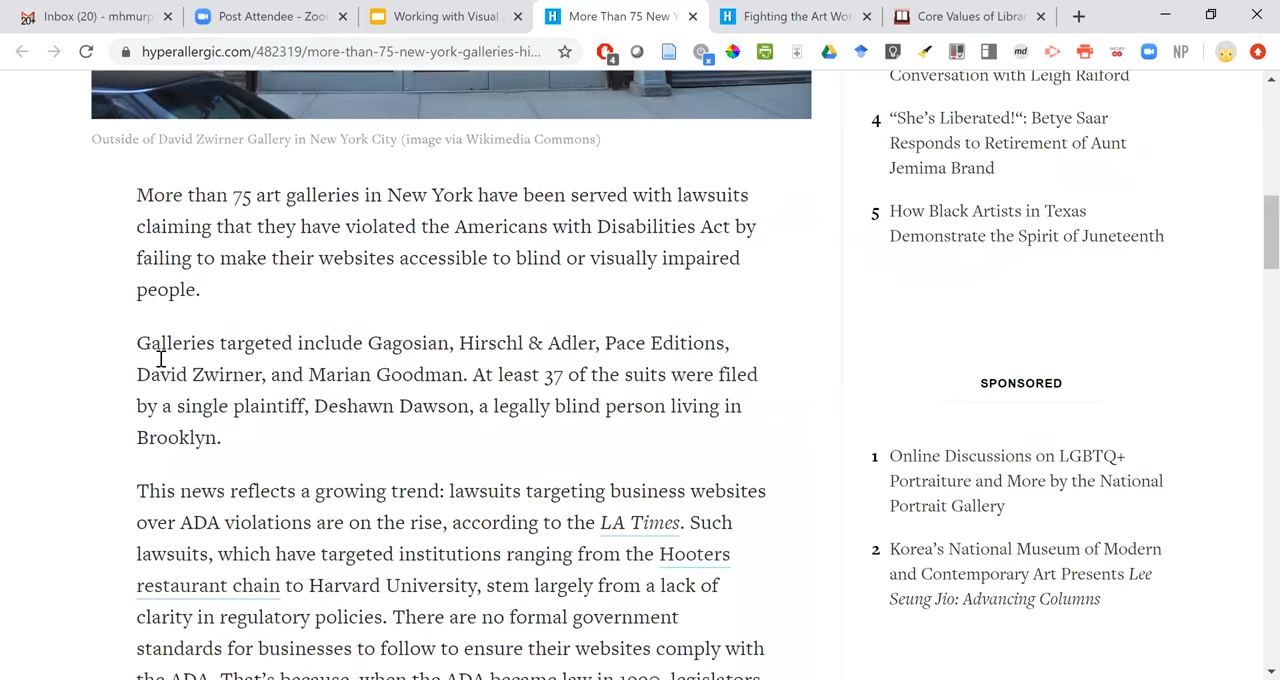 Inbox (20) - mhmurp
Post Attendee - Zoo
Working with Visual
More Than 75 New Y
Fighting the Art Wo
Core Values of Libra
hyperallergic.com/482319/more-than-75-new-york-galleries-hi...
NP
Outside of David Zwirner Gallery in New York City (image via Wikimedia Commons)
More than 75 art galleries in New York have been served with lawsuits
claiming that they have violated the Americans with Disabilities Act by
failing to make their websites accessible to blind or visually impaired
people.
Galleries targeted include Gagosian, Hirschl & Adler, Pace Editions,
David Zwirner, and Marian Goodman. At least 37 of the suits were filed
by a single plaintiff, Deshawn Dawson, a legally blind person living in
Brooklyn.
This news reflects a growing trend: lawsuits targeting business websites
over ADA violations are on the rise, according to the LA Times. Such
lawsuits, which have targeted institutions ranging from the Hooters
restaurant chain to Harvard University, stem largely from a lack of
clarity in regulatory policies. There are no formal government
standards for businesses to follow to ensure their websites comply with
the ADA. That's because, when the ADA became law in 1990, legislators
Conversation with Leigh Raiford
4 “She's Liberated!“: Betye Saar
Responds to Retirement of Aunt
Jemima Brand
5 How Black Artists in Texas
Demonstrate the Spirit of Juneteenth
SPONSORED
1 Online Discussions on LGBTQ+
Portraiture and More by the National
Portrait Gallery
2 Korea's National Museum of Modern
and Contemporary Art Presents Lee
Seung Jio: Advancing Columns